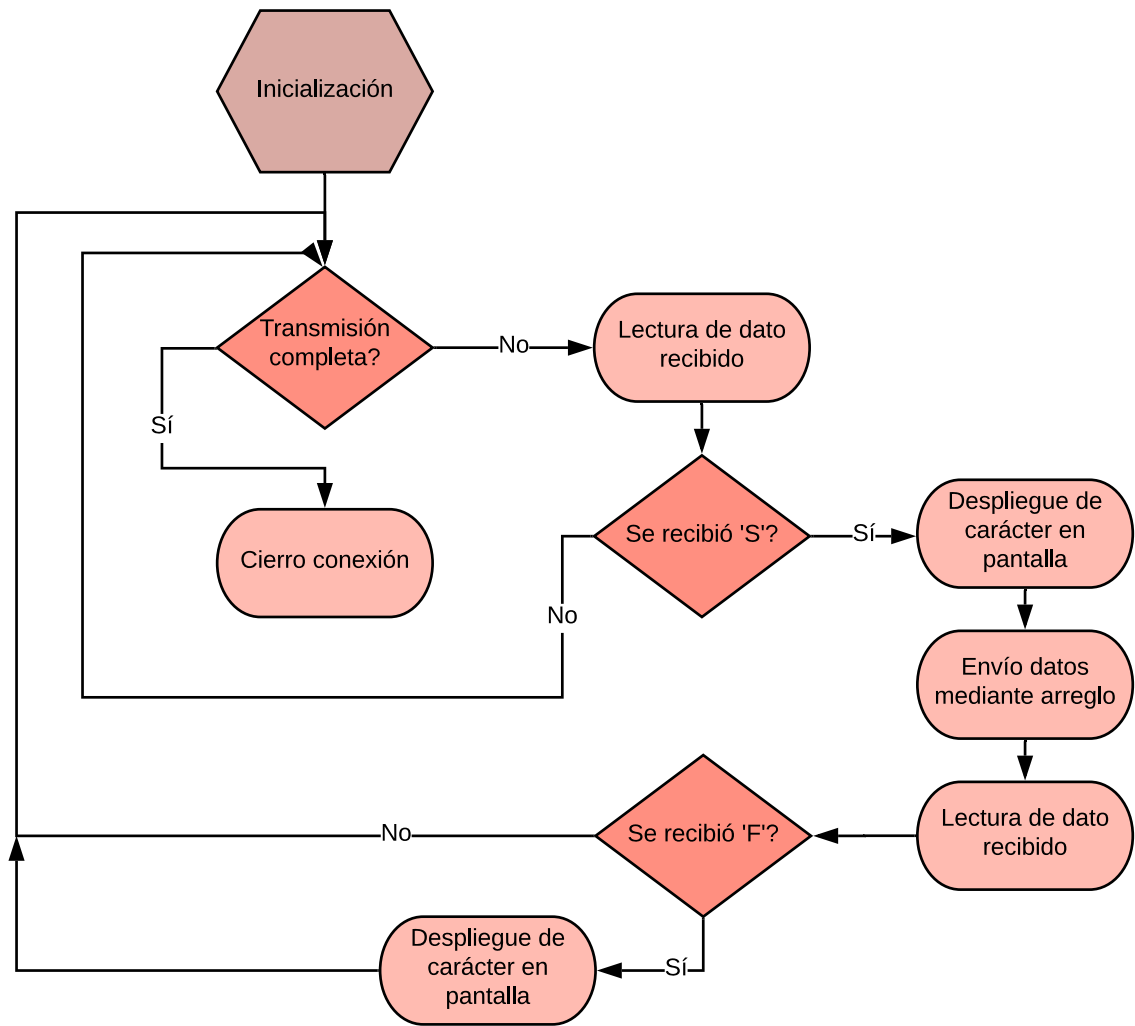 Inicialización
Transmisión
completa?
No
Lectura de dato
recibido
Sí
Cierro conexión
Se recibió 'S'?
Sí
Despliegue de
carácter en
pantalla
No
Envío datos
mediante arreglo
Lectura de dato
recibido
Se recibió 'F'?
No
Sí
Despliegue de
carácter en
pantalla